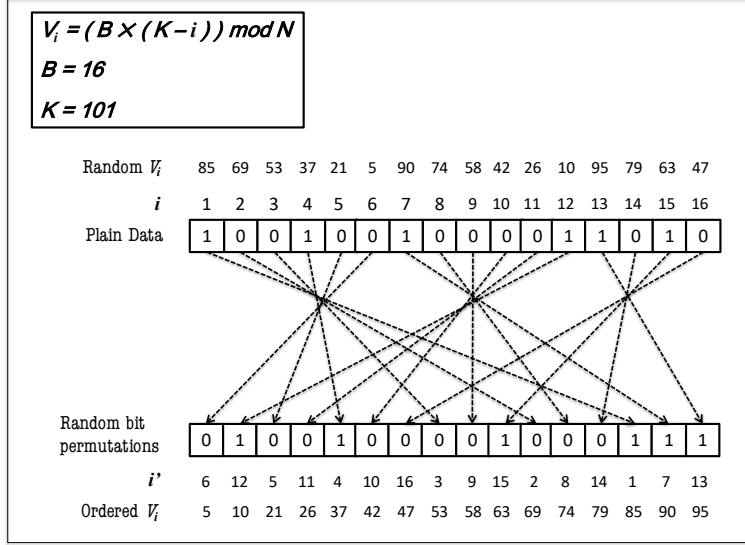 Vi = ( B × ( K – i ) ) mod N
B = 16
K = 101
Random Vi 85 69 53 37 21 5 90 74 58 42 26 10 95 79 63 47
i 1 2 3 4 5 6 7 8 9 10 11 12 13 14 15 16
Plain Data 1 0 0 1 0 0 1 0 0 0 0 1 1 0 1 0
Random bit
permutations 0 1 0 0 1 0 0 0 0 1 0 0 0 1 1 1
i’ 6 12 5 11 4 10 16 3 9 15 2 8 14 1 7 13
Ordered Vi 5 10 21 26 37 42 47 53 58 63 69 74 79 85 90 95